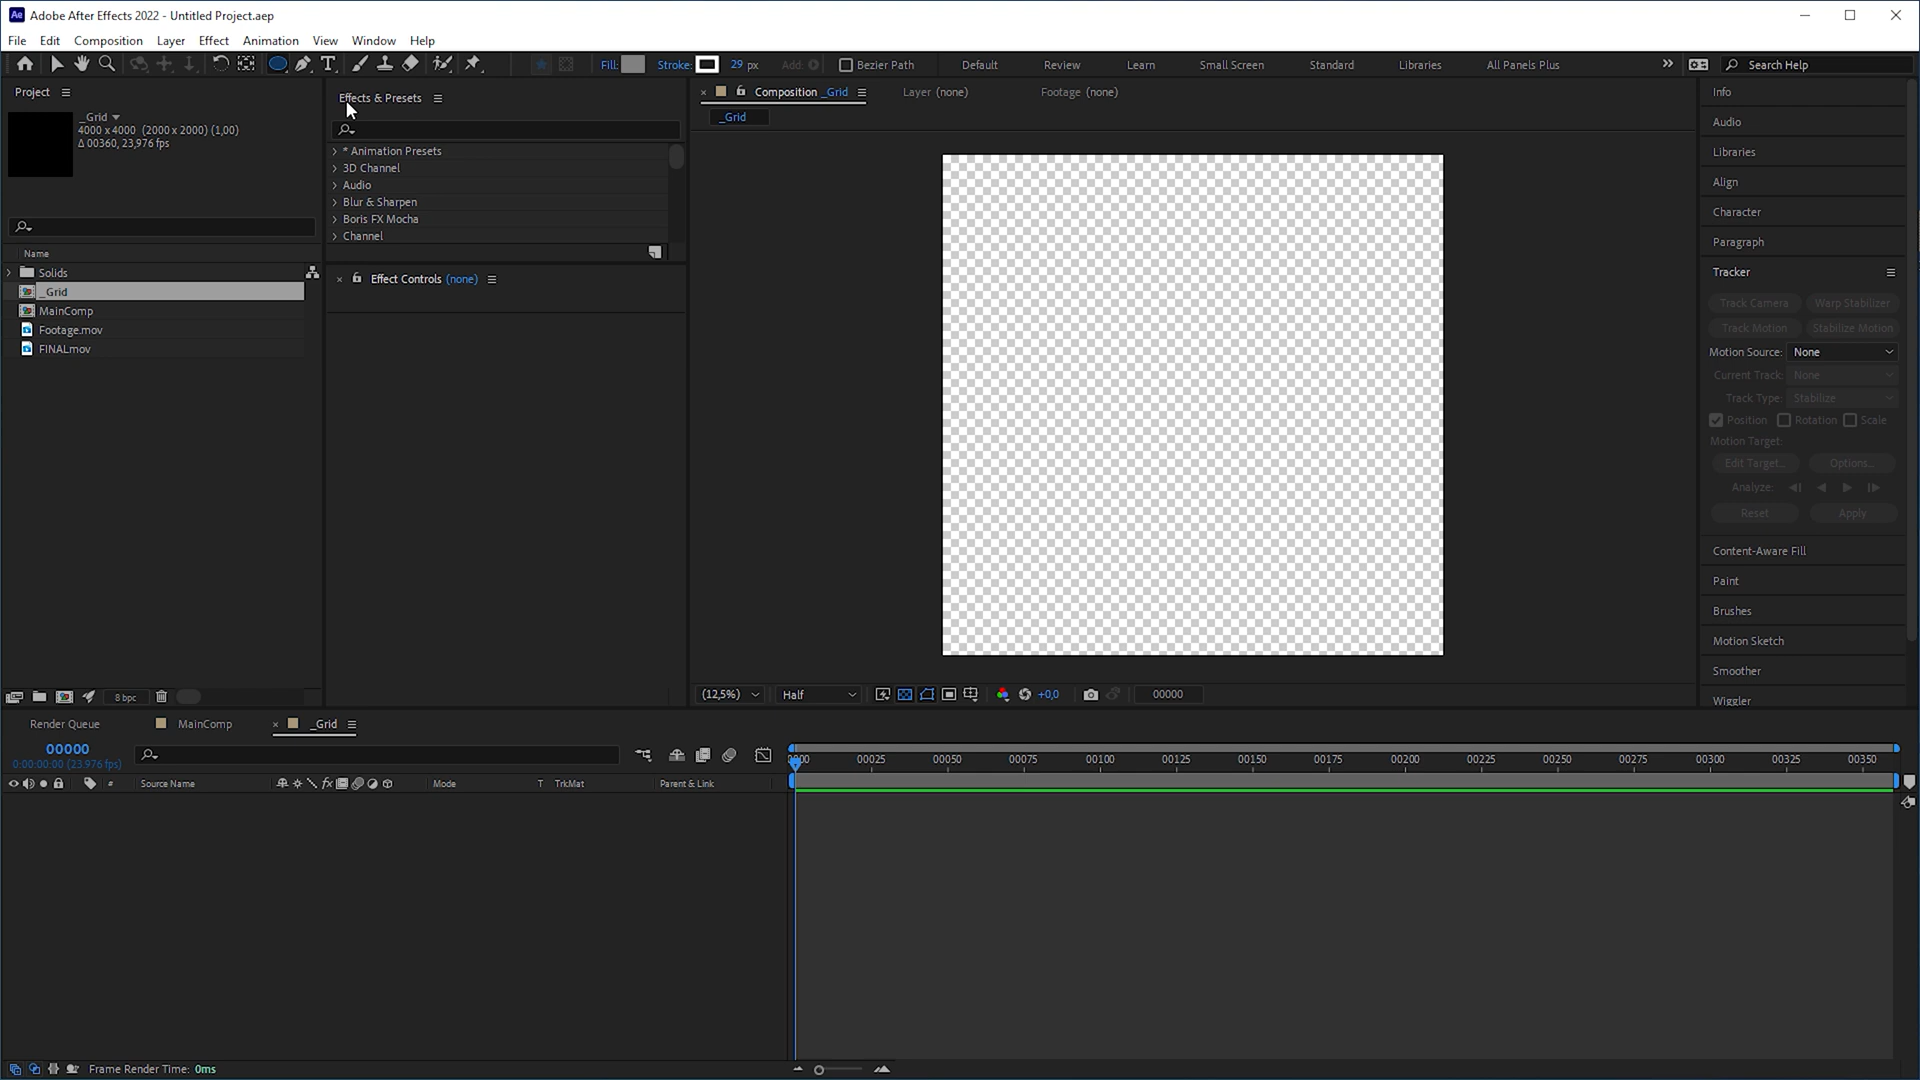 Ae Adobe After Effects 2022 - Untitled Project.aep
File Edit Composition Layer Effect Animation View Window Help
Fill: Stroke: 29 px Add: Bezier Path Default Review Learn Small Screen Standard Libraries All Panels Plus Search Help
Project
_Grid
4000 x 4000 (2000 x 2000) (1,00)
Δ 00360, 23,976 fps
Name
Solids
_Grid
MainComp
Footage.mov
FINAL.mov
8 bpc
Effects & Presets
* Animation Presets
3D Channel
Audio
Blur & Sharpen
Boris FX Mocha
Channel
Effect Controls (none)
Composition _Grid Layer (none) Footage (none)
_Grid
(12,5%) Half +0,0 00000
Info
Audio
Libraries
Align
Character
Paragraph
Tracker
Track Camera Warp Stabilizer
Track Motion Stabilize Motion
Motion Source: None
Current Track: None
Track Type: Stabilize
Position Rotation Scale
Motion Target:
Edit Target... Options...
Analyze:
Reset Apply
Content-Aware Fill
Paint
Brushes
Motion Sketch
Smoother
Wiggler
Render Queue MainComp _Grid
00000
0:00:00:00 (23.976 fps)
# Source Name fx Mode T TrkMat Parent & Link
00025 00050 00075 00100 00125 00150 00175 00200 00225 00250 00275 00300 00325 00350
Frame Render Time: 0ms